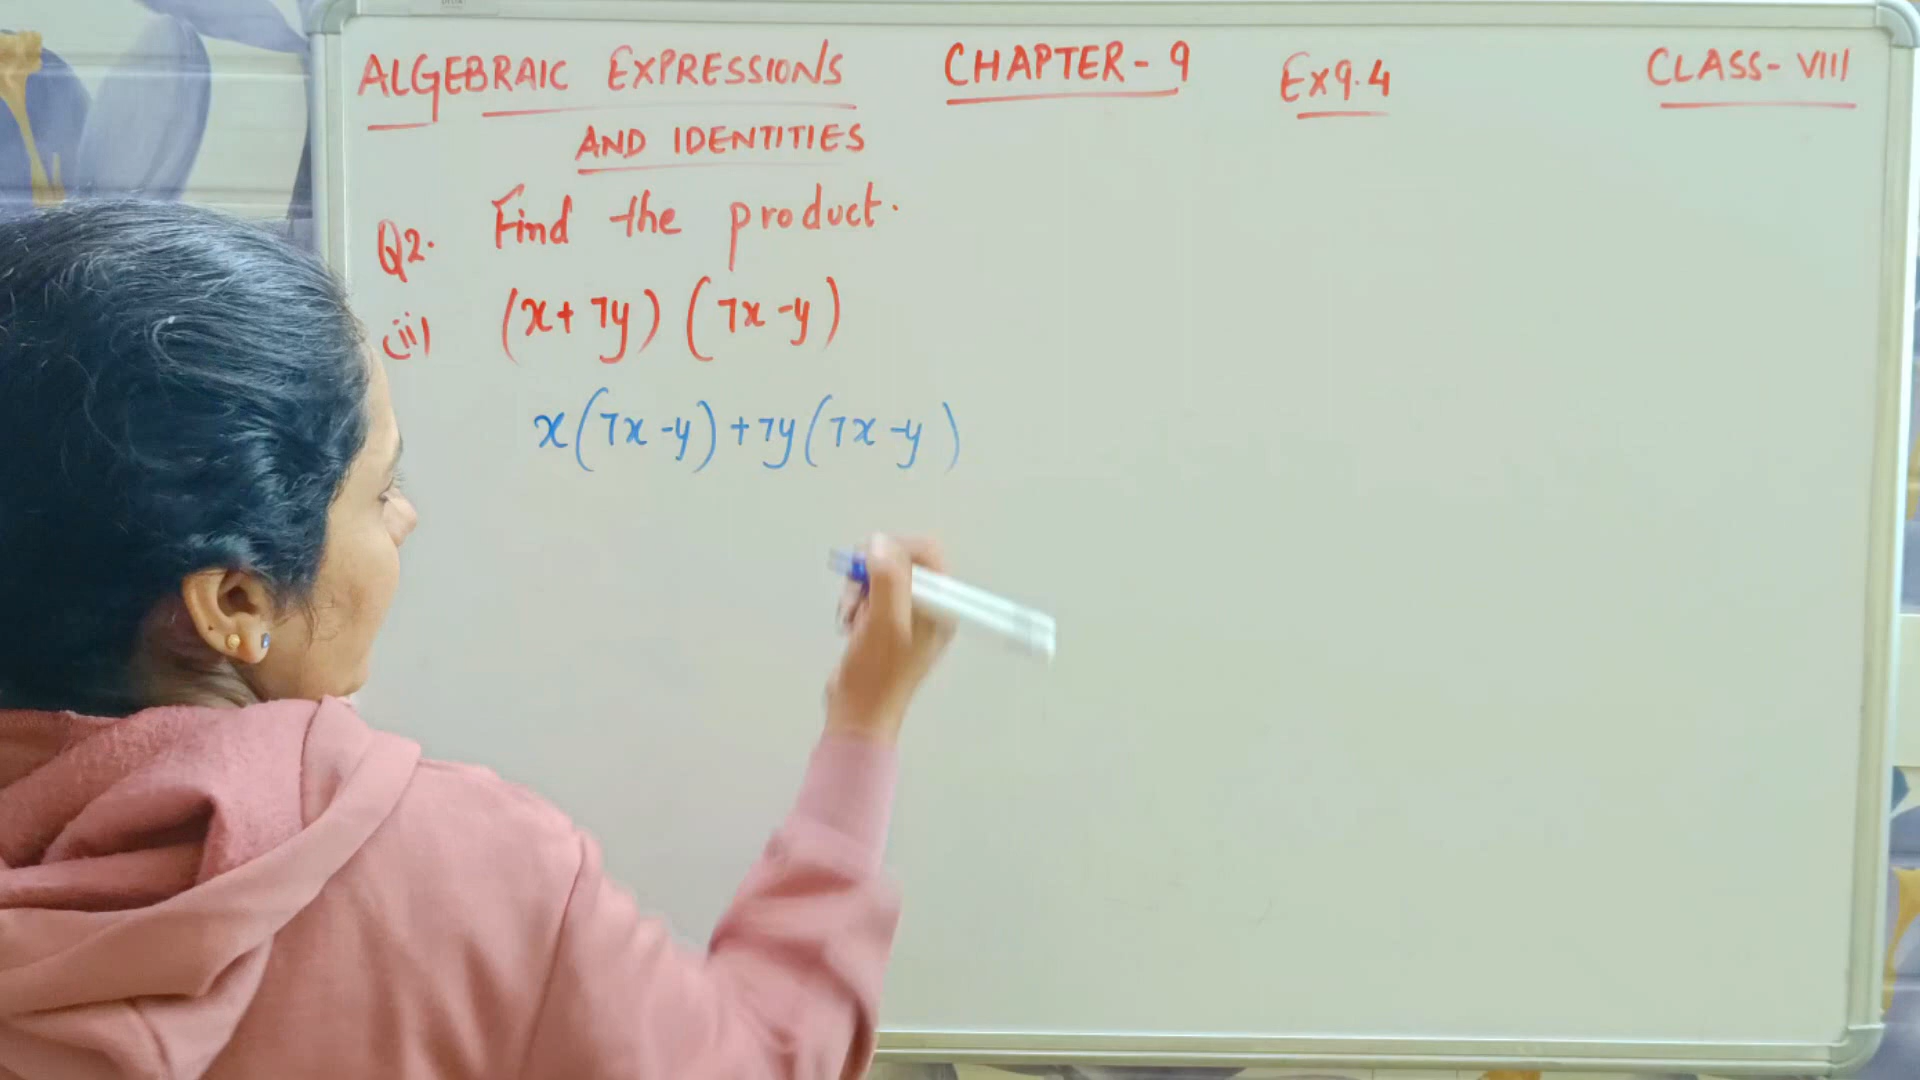 ALGEBRAIC EXPRESSIONS CHAPTER - 9 Ex9.4 CLASS- VIII
AND IDENTITIES
Q2. Find the product.
(ii) (x+7y) (7x-y)
x(7x-y)+7y(7x-y)